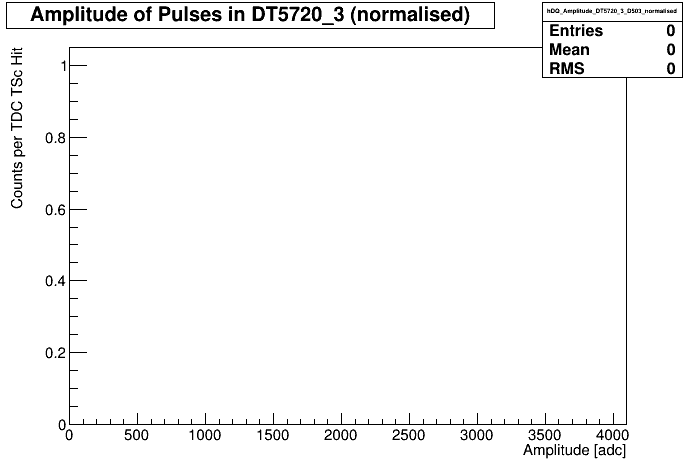 Amplitude of Pulses in DT5720_3 (normalised)
hDQ_Amplitude_DT5720_3_D503_normalised
Entries 0
Mean 0
RMS 0
Counts per TDC TSc Hit
1
0.8
0.6
0.4
0.2
0
0 500 1000 1500 2000 2500 3000 3500 4000
Amplitude [adc]